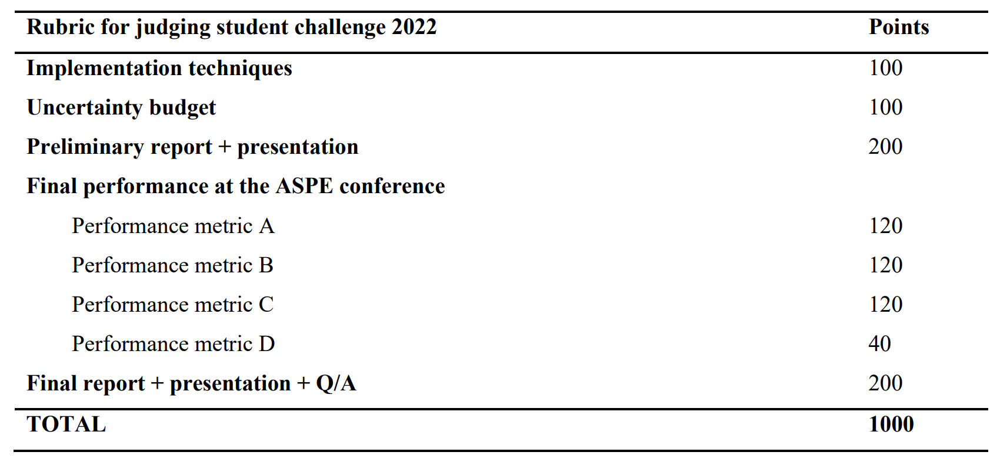 Rubric for judging student challenge 2022 Points
Implementation techniques 100
Uncertainty budget 100
Preliminary report + presentation 200
Final performance at the ASPE conference
Performance metric A 120
Performance metric B 120
Performance metric C 120
Performance metric D 40
Final report + presentation + Q/A 200
TOTAL 1000